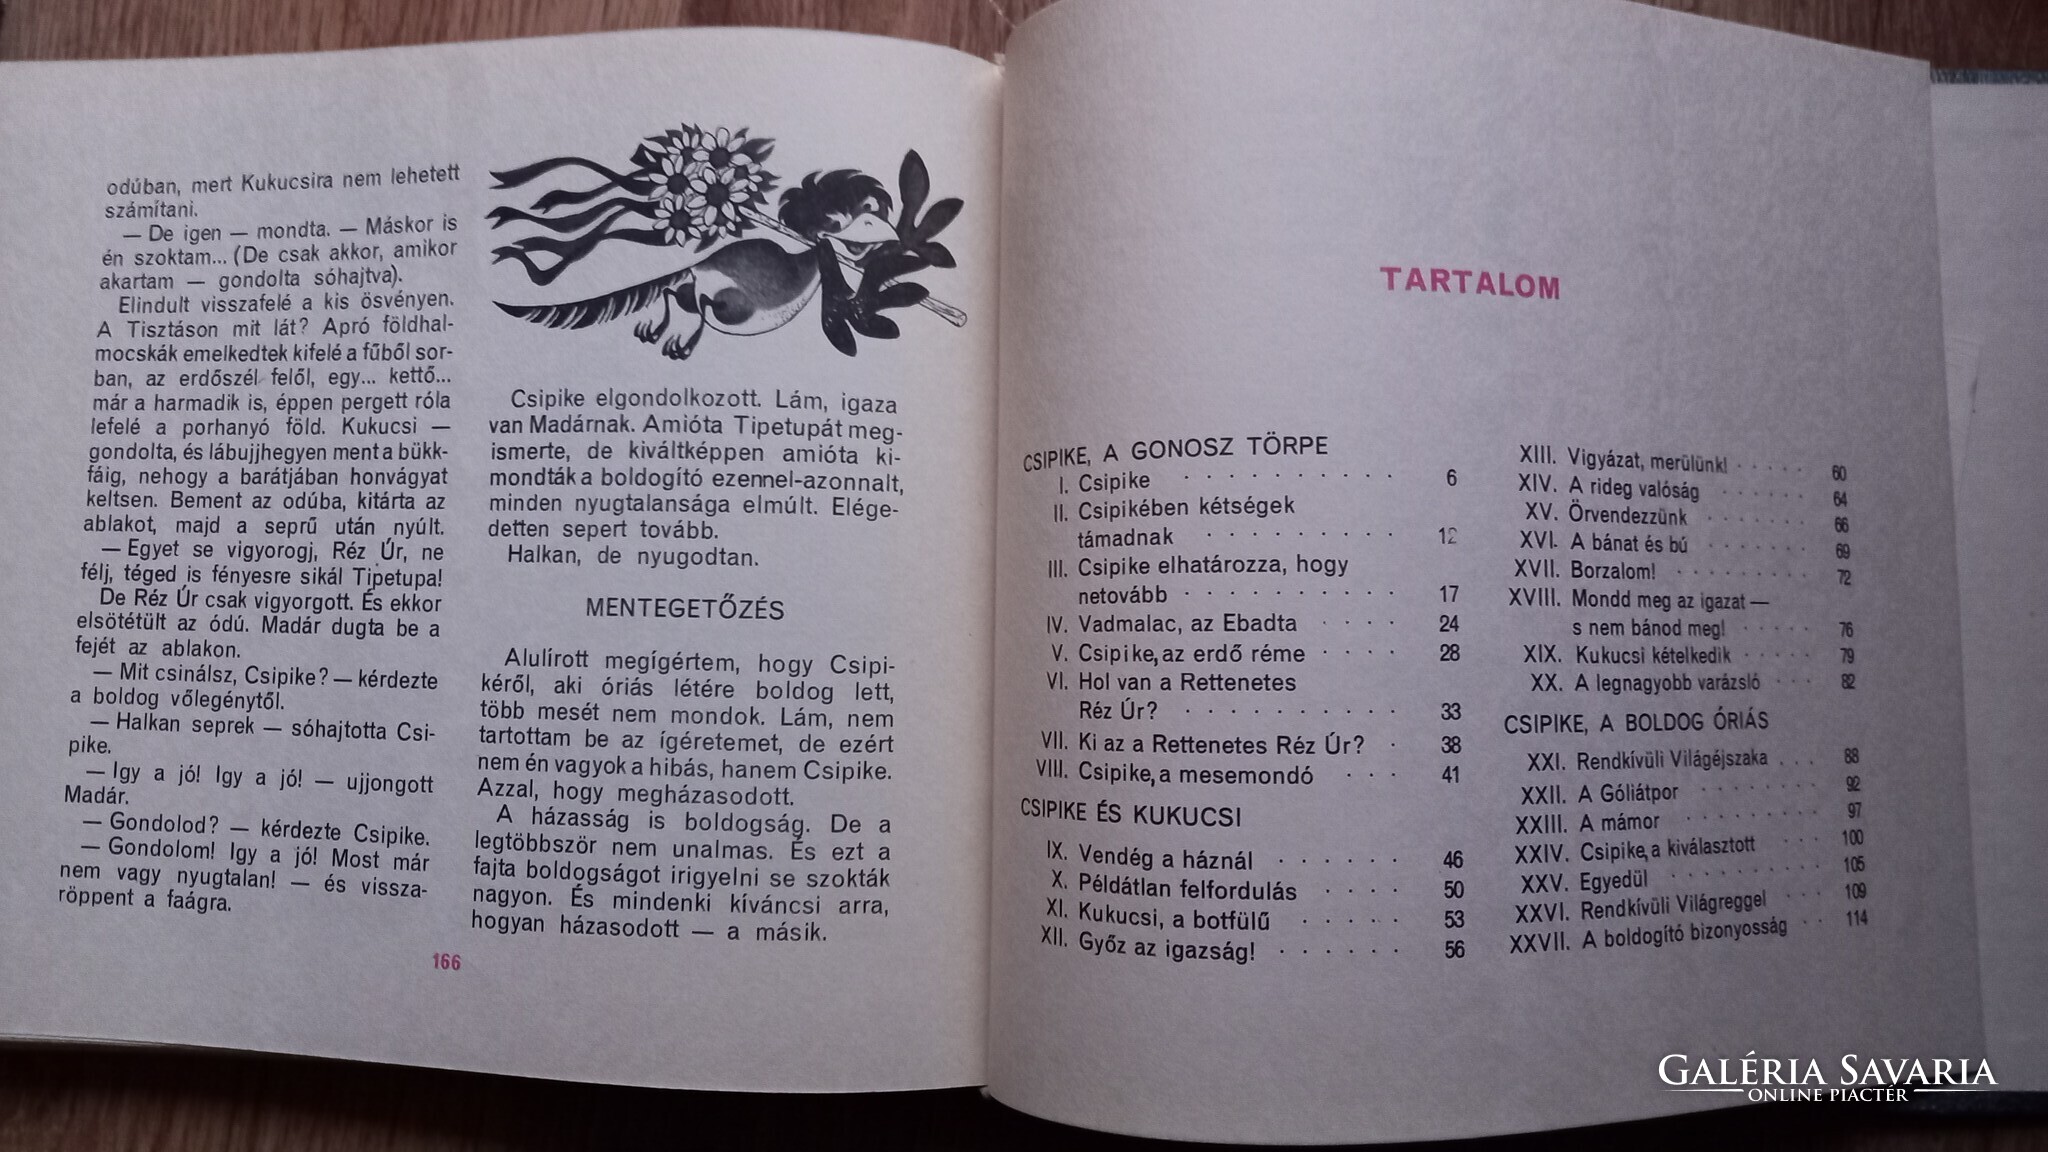 odúban, mert Kukucsira nem lehetett
számítani.
— De igen — mondta. — Máskor is
én szoktam... (De csak akkor, amikor
akartam — gondolta sóhajtva).
Elindult visszafelé a kis ösvényen.
A Tisztáson mit lát? Apró földhal-
mocskák emelkedtek kifelé a fűből sor-
ban, az erdőszél felől, egy... kettő...
már a harmadik is, éppen pergett róla
lefelé a porhanyó föld. Kukucsi —
gondolta, és lábujjhegyen ment a bükk-
fáig, nehogy a barátjában honvágyat
keltsen. Bement az odúba, kitárta az
ablakot, majd a seprű után nyúlt.
— Egyet se vigyorogj, Réz Úr, ne
félj, téged is fényesre sikál Tipetupa!
De Réz Úr csak vigyorgott. És ekkor
elsötétült az ódú. Madár dugta be a
fejét az ablakon.
— Mit csinálsz, Csipike? — kérdezte
a boldog vőlegénytől.
— Halkan seprek — sóhajtotta Csi-
pike.
— Igy a jó! Igy a jó! — ujjongott
Madár.
— Gondolod? — kérdezte Csipike.
— Gondolom! Igy a jó! Most már
nem vagy nyugtalan! — és vissza-
röppent a faágra.
166
Csipike elgondolkozott. Lám, igaza
van Madárnak. Amióta Tipetupát meg-
ismerte, de kiváltképpen amióta ki-
mondták a boldogító ezennel-azonnalt,
minden nyugtalansága elmúlt. Elége-
detten sepert tovább.
Halkan, de nyugodtan.
MENTEGETŐZÉS
Alulírott megígértem, hogy Csipi-
kéről, aki óriás létére boldog lett,
több mesét nem mondok. Lám, nem
tartottam be az ígéretemet, de ezért
nem én vagyok a hibás, hanem Csipike.
Azzal, hogy megházasodott.
A házasság is boldogság. De a
legtöbbször nem unalmas. És ezt a
fajta boldogságot irigyelni se szokták
nagyon. És mindenki kíváncsi arra,
hogyan házasodott — a másik.
TARTALOM
CSIPIKE, A GONOSZ TÖRPE
I. Csipike . . . . . . . . . . 6
II. Csipikében kétségek
támadnak . . . . . . . . . 12
III. Csipike elhatározza, hogy
netovább . . . . . . . . . . 17
IV. Vadmalac, az Ebadta . . . . 24
V. Csipike, az erdő réme . . . . 28
VI. Hol van a Rettenetes
Réz Úr? . . . . . . . . . . 33
VII. Ki az a Rettenetes Réz Úr? . 38
VIII. Csipike, a mesemondó . . . 41
CSIPIKE ÉS KUKUCSI
IX. Vendég a háznál . . . . . . 46
X. Példátlan felfordulás . . . . 50
XI. Kukucsi, a botfülű . . . . . 53
XII. Győz az igazság! . . . . . . 56
XIII. Vigyázat, merülünk! . . . . . 60
XIV. A rideg valóság . . . . . . 64
XV. Örvendezzünk . . . . . . . 66
XVI. A bánat és bú . . . . . . . 69
XVII. Borzalom! . . . . . . . . . 72
XVIII. Mondd meg az igazat —
s nem bánod meg! . . . . . 76
XIX. Kukucsi kételkedik . . . . . 79
XX. A legnagyobb varázsló . . . 82
CSIPIKE, A BOLDOG ÓRIÁS
XXI. Rendkívüli Világéjszaka . . . 88
XXII. A Góliátpor . . . . . . . . 92
XXIII. A mámor . . . . . . . . . 97
XXIV. Csipike, a kiválasztott . . . 100
XXV. Egyedül . . . . . . . . . . 105
XXVI. Rendkívüli Világreggel . . . 109
XXVII. A boldogító bizonyosság . . 114
GALÉRIA SAVARIA
ONLINE PIACTÉR